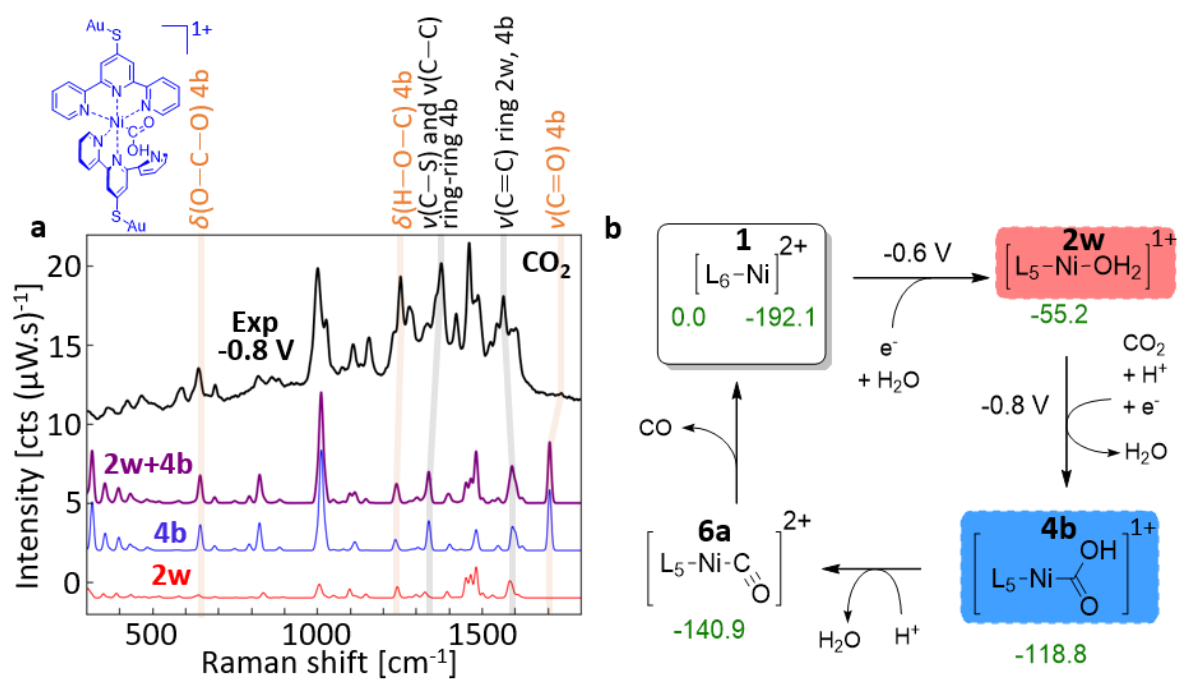 Au
S
N
N
N
Ni
C
O
OH
N
N
N
S
Au
1+
δ(O−C−O) 4b
δ(H−O−C) 4b
ν(C−S) and ν(C−C)
ring-ring 4b
ν(C=C) ring 2w, 4b
ν(C=O) 4b
a
CO2
Exp
-0.8 V
2w+4b
4b
2w
20
15
10
5
0
Intensity [cts (μW.s)-1]
500
1000
1500
Raman shift [cm-1]
b
1
[L6−Ni]2+
0.0 -192.1
-0.6 V
e-
+ H2O
2w
[L5−Ni−OH2]1+
-55.2
-0.8 V
CO2
+ H+
+ e-
H2O
4b
[L5−Ni
OH
O
]1+
-118.8
H2O
H+
6a
[L5−Ni−C
O
]2+
-140.9
CO